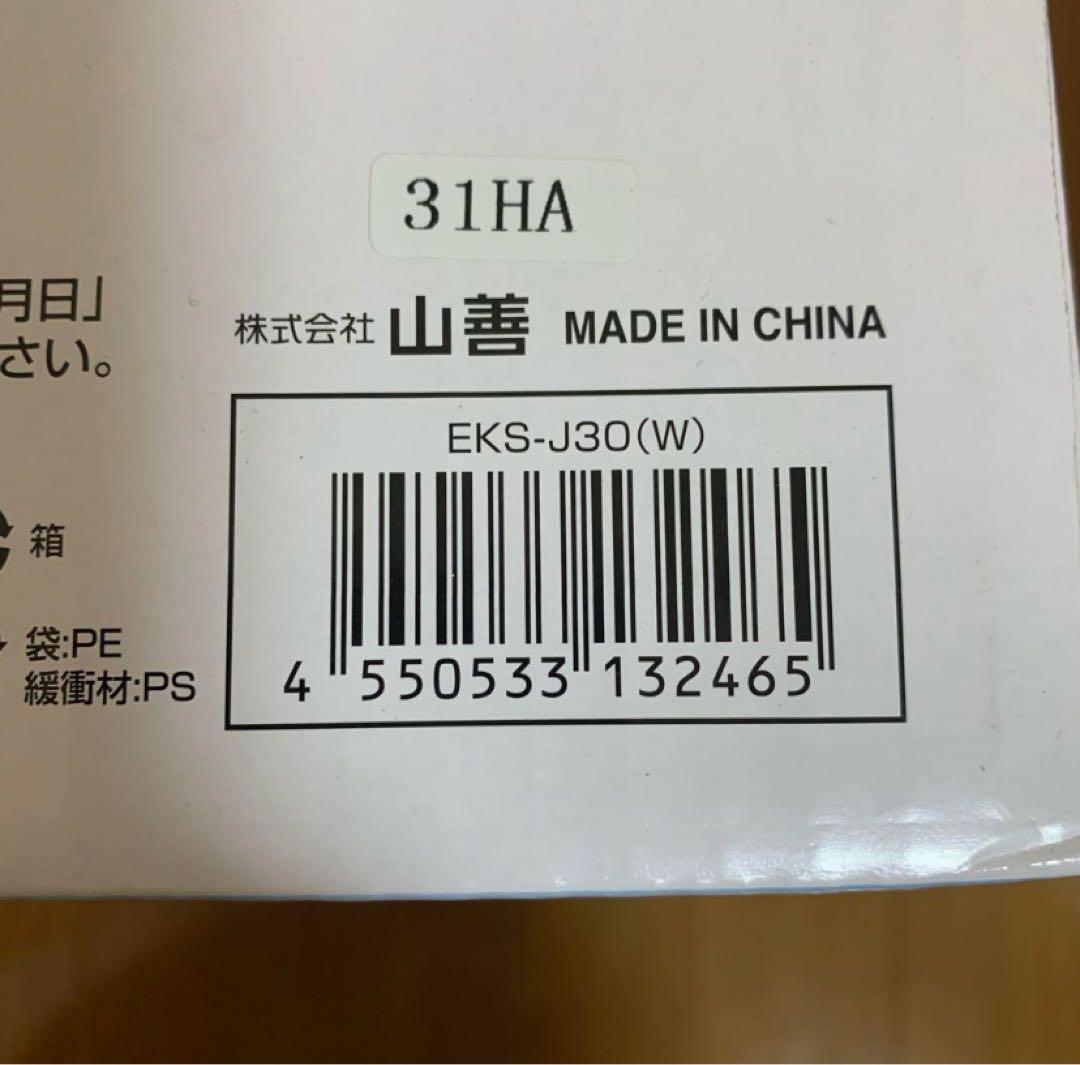 31HA
月日」
さい。
株式会社 山善 MADE IN CHINA
EKS-J30(W)
箱
袋:PE
緩衝材:PS
4 550533 132465